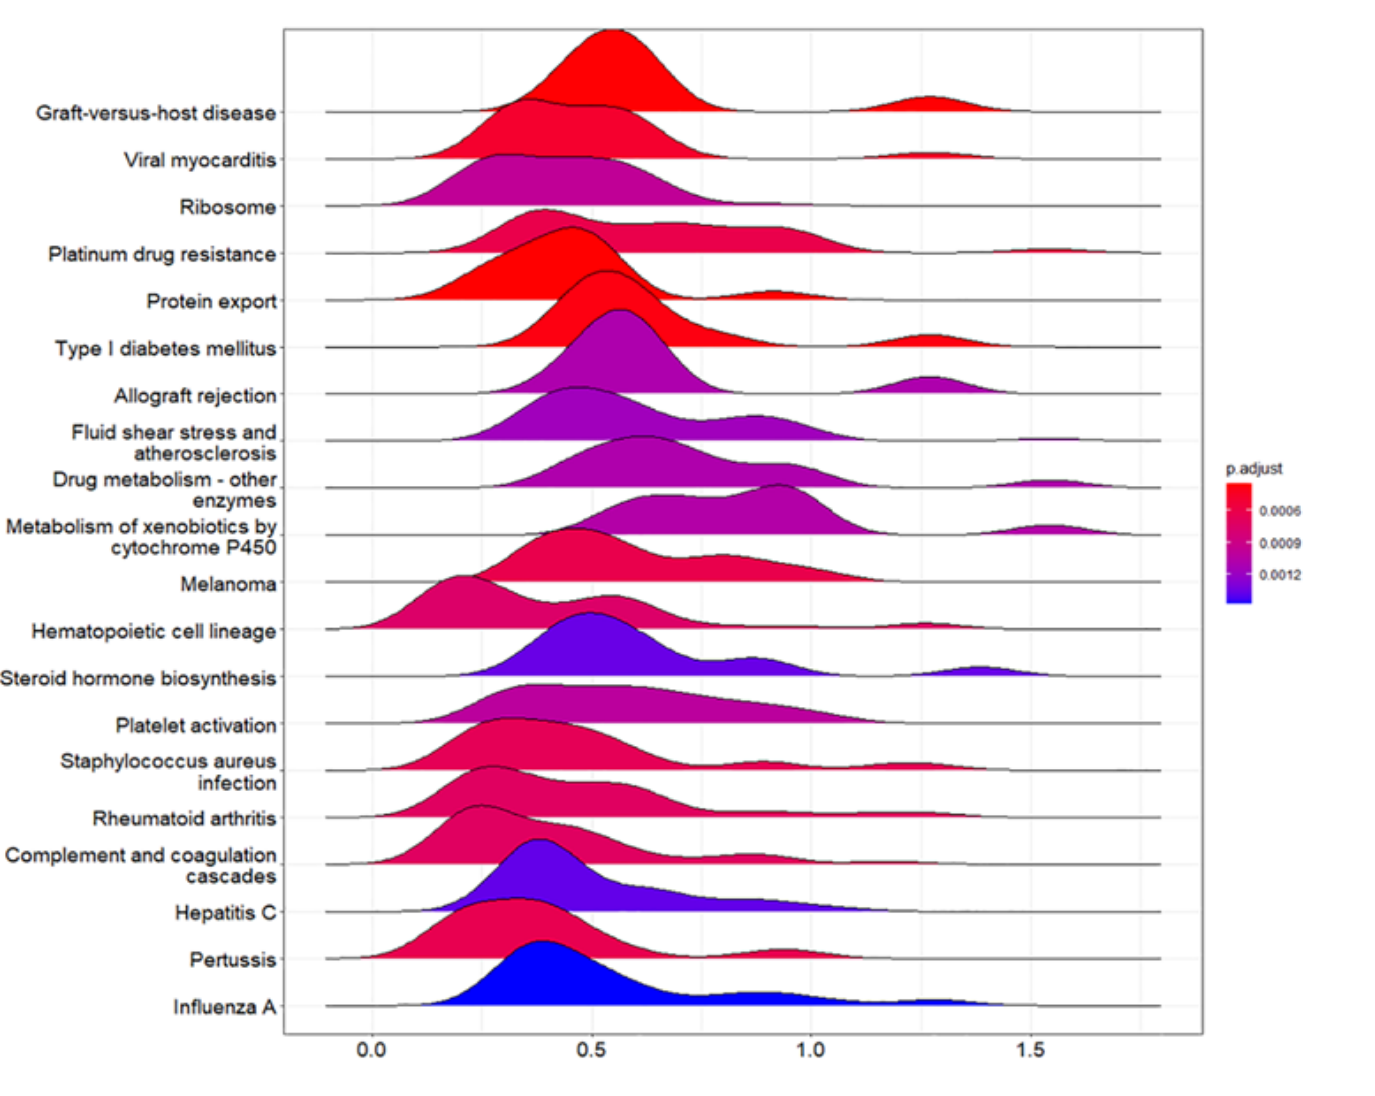 Graft-versus-host disease
Viral myocarditis
Ribosome
Platinum drug resistance
Protein export
Type I diabetes mellitus
Allograft rejection
Fluid shear stress and
atherosclerosis
Drug metabolism - other
enzymes
Metabolism of xenobiotics by
cytochrome P450
Melanoma
Hematopoietic cell lineage
Steroid hormone biosynthesis
Platelet activation
Staphylococcus aureus
infection
Rheumatoid arthritis
Complement and coagulation
cascades
Hepatitis C
Pertussis
Influenza A
0.0 0.5 1.0 1.5
p.adjust
0.0006
0.0009
0.0012